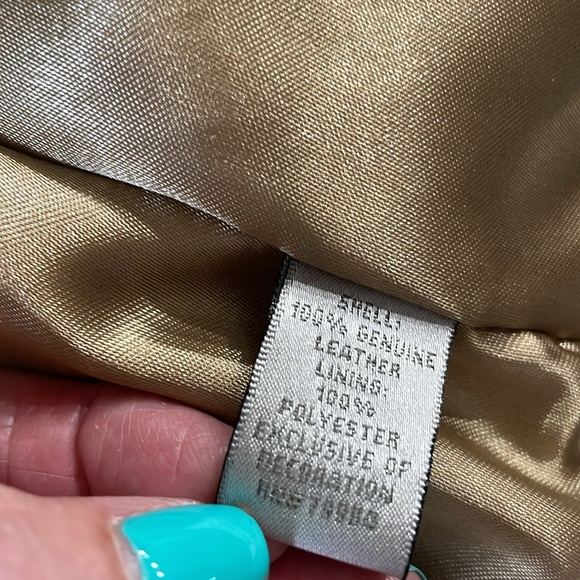 SHELL:
100% GENUINE
LEATHER
LINING:
100%
POLYESTER
EXCLUSIVE OF
DECORATION